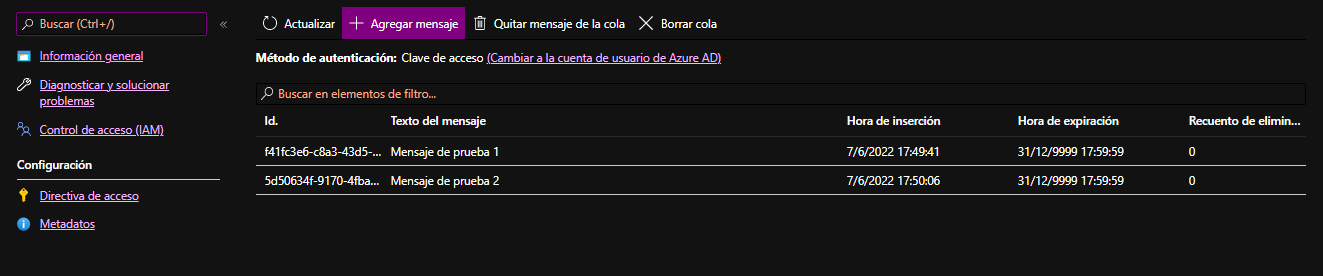 Buscar (Ctrl+/)
«
Información general
Diagnosticar y solucionar
problemas
Control de acceso (IAM)
Configuración
Directiva de acceso
Metadatos
Actualizar Agregar mensaje Quitar mensaje de la cola Borrar cola
Método de autenticación: Clave de acceso (Cambiar a la cuenta de usuario de Azure AD)
Buscar en elementos de filtro...
Id. Texto del mensaje Hora de inserción Hora de expiración Recuento de elimin...
f41fc3e6-c8a3-43d5-... Mensaje de prueba 1 7/6/2022 17:49:41 31/12/9999 17:59:59 0
5d50634f-9170-4fba... Mensaje de prueba 2 7/6/2022 17:50:06 31/12/9999 17:59:59 0